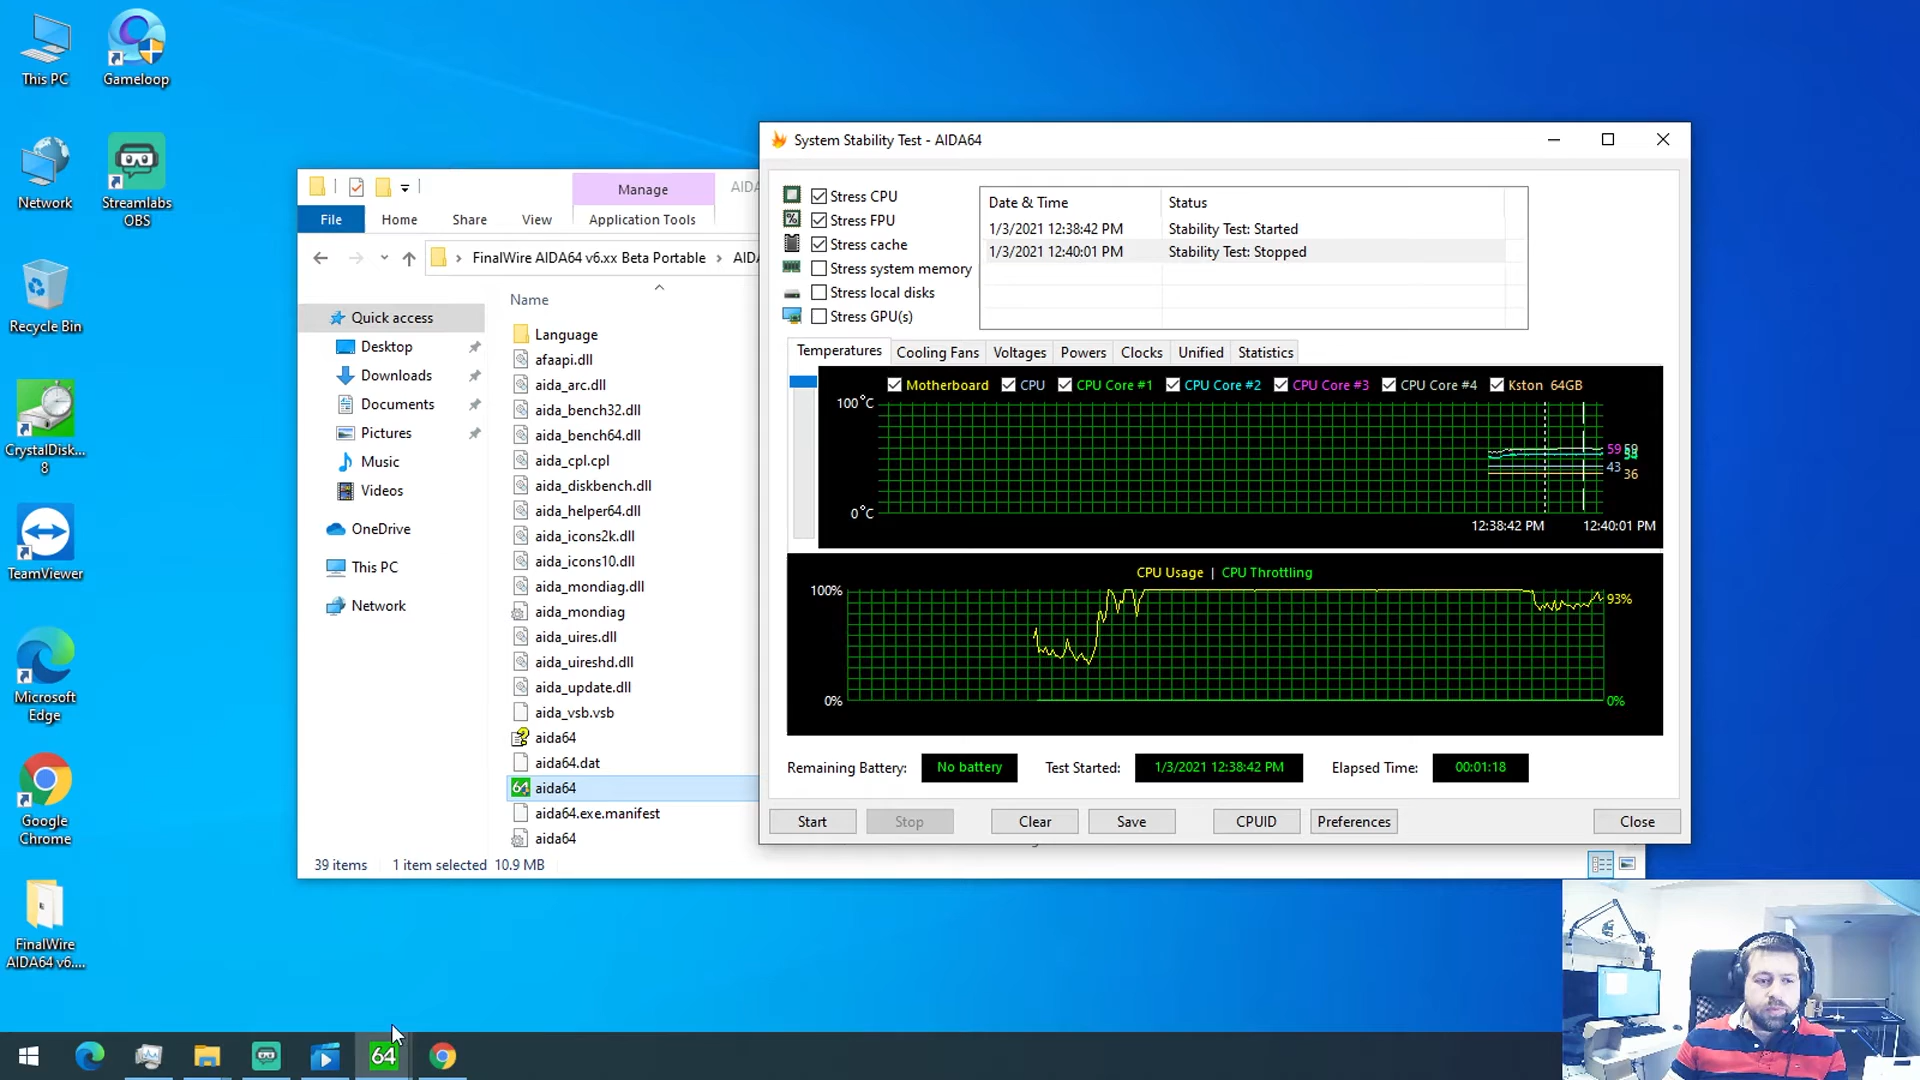 This PC
Gameloop
Network
Streamlabs
OBS
Recycle Bin
CrystalDisk...
8
TeamViewer
Microsoft
Edge
Google
Chrome
FinalWire
AIDA64 v6....
Manage
AIDA
File
Home
Share
View
Application Tools
FinalWire AIDA64 v6.xx Beta Portable
AIDA
Quick access
Desktop
Downloads
Documents
Pictures
Music
Videos
OneDrive
This PC
Network
Name
Language
afaapi.dll
aida_arc.dll
aida_bench32.dll
aida_bench64.dll
aida_cpl.cpl
aida_diskbench.dll
aida_helper64.dll
aida_icons2k.dll
aida_icons10.dll
aida_mondiag.dll
aida_mondiag
aida_uires.dll
aida_uireshd.dll
aida_update.dll
aida_vsb.vsb
aida64
aida64.dat
aida64
aida64.exe.manifest
aida64
39 items 1 item selected 10.9 MB
System Stability Test - AIDA64
Stress CPU
Stress FPU
Stress cache
Stress system memory
Stress local disks
Stress GPU(s)
Date & Time Status
1/3/2021 12:38:42 PM Stability Test: Started
1/3/2021 12:40:01 PM Stability Test: Stopped
Temperatures Cooling Fans Voltages Powers Clocks Unified Statistics
Motherboard CPU CPU Core #1 CPU Core #2 CPU Core #3 CPU Core #4 Kston 64GB
100°C
59
43
36
0°C
12:38:42 PM 12:40:01 PM
CPU Usage | CPU Throttling
100%
93%
0%
0%
Remaining Battery: No battery Test Started: 1/3/2021 12:38:42 PM Elapsed Time: 00:01:18
Start Stop Clear Save CPUID Preferences Close
64